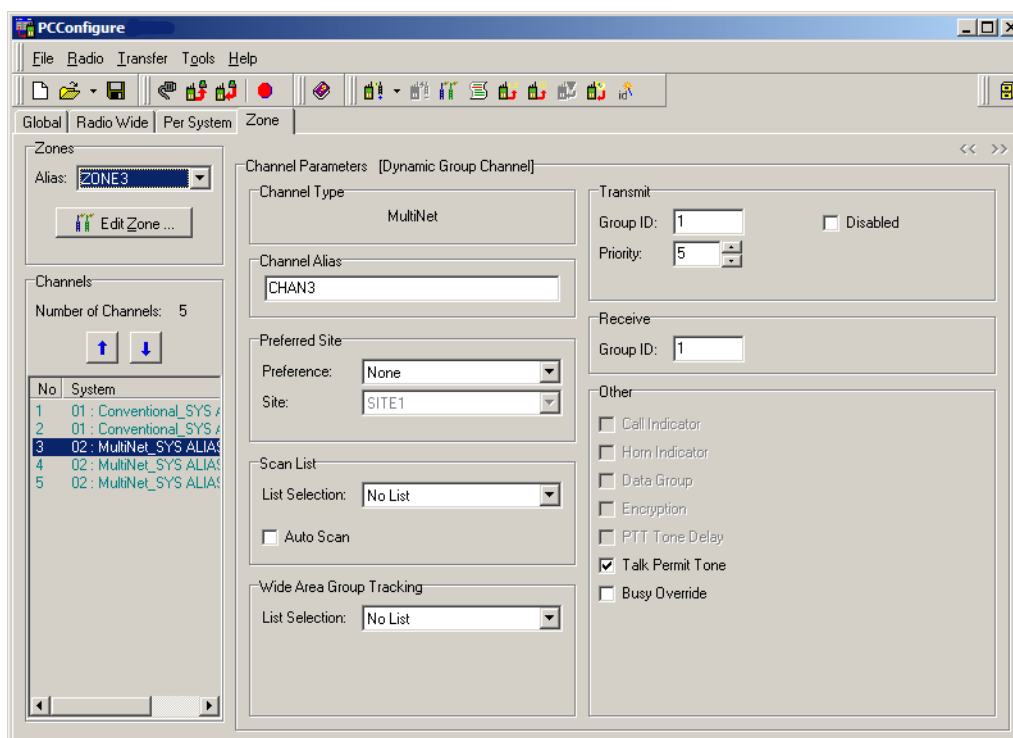 PCConfigure
File Radio Transfer Tools Help
Global Radio Wide Per System Zone
<< >>
Zones
Alias: ZONE3
Edit Zone ...
Channels
Number of Channels: 5
No System
1 01 : Conventional_SYS
2 01 : Conventional_SYS
3 02 : MultiNet_SYS ALIAS
4 02 : MultiNet_SYS ALIAS
5 02 : MultiNet_SYS ALIAS
Channel Parameters [Dynamic Group Channel]
Channel Type
MultiNet
Channel Alias
CHAN3
Preferred Site
Preference: None
Site: SITE1
Scan List
List Selection: No List
Auto Scan
Wide Area Group Tracking
List Selection: No List
Transmit
Group ID: 1 Disabled
Priority: 5
Receive
Group ID: 1
Other
Call Indicator
Horn Indicator
Data Group
Encryption
PTT Tone Delay
Talk Permit Tone
Busy Override